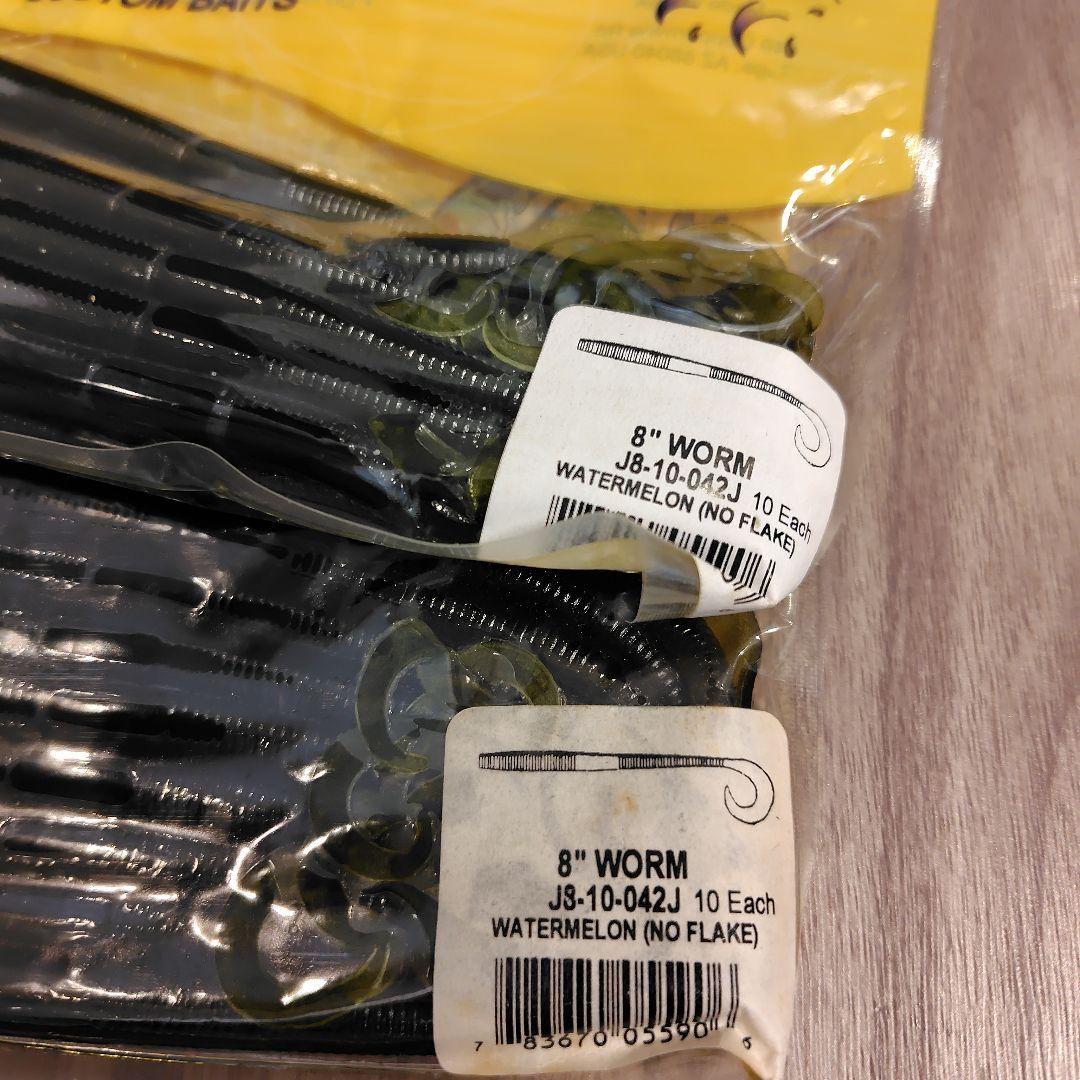 CUSTOM BAITS
8" WORM
J8-10-042J 10 Each
WATERMELON (NO FLAKE)
8" WORM
J8-10-042J 10 Each
WATERMELON (NO FLAKE)
7 83670 05590 6